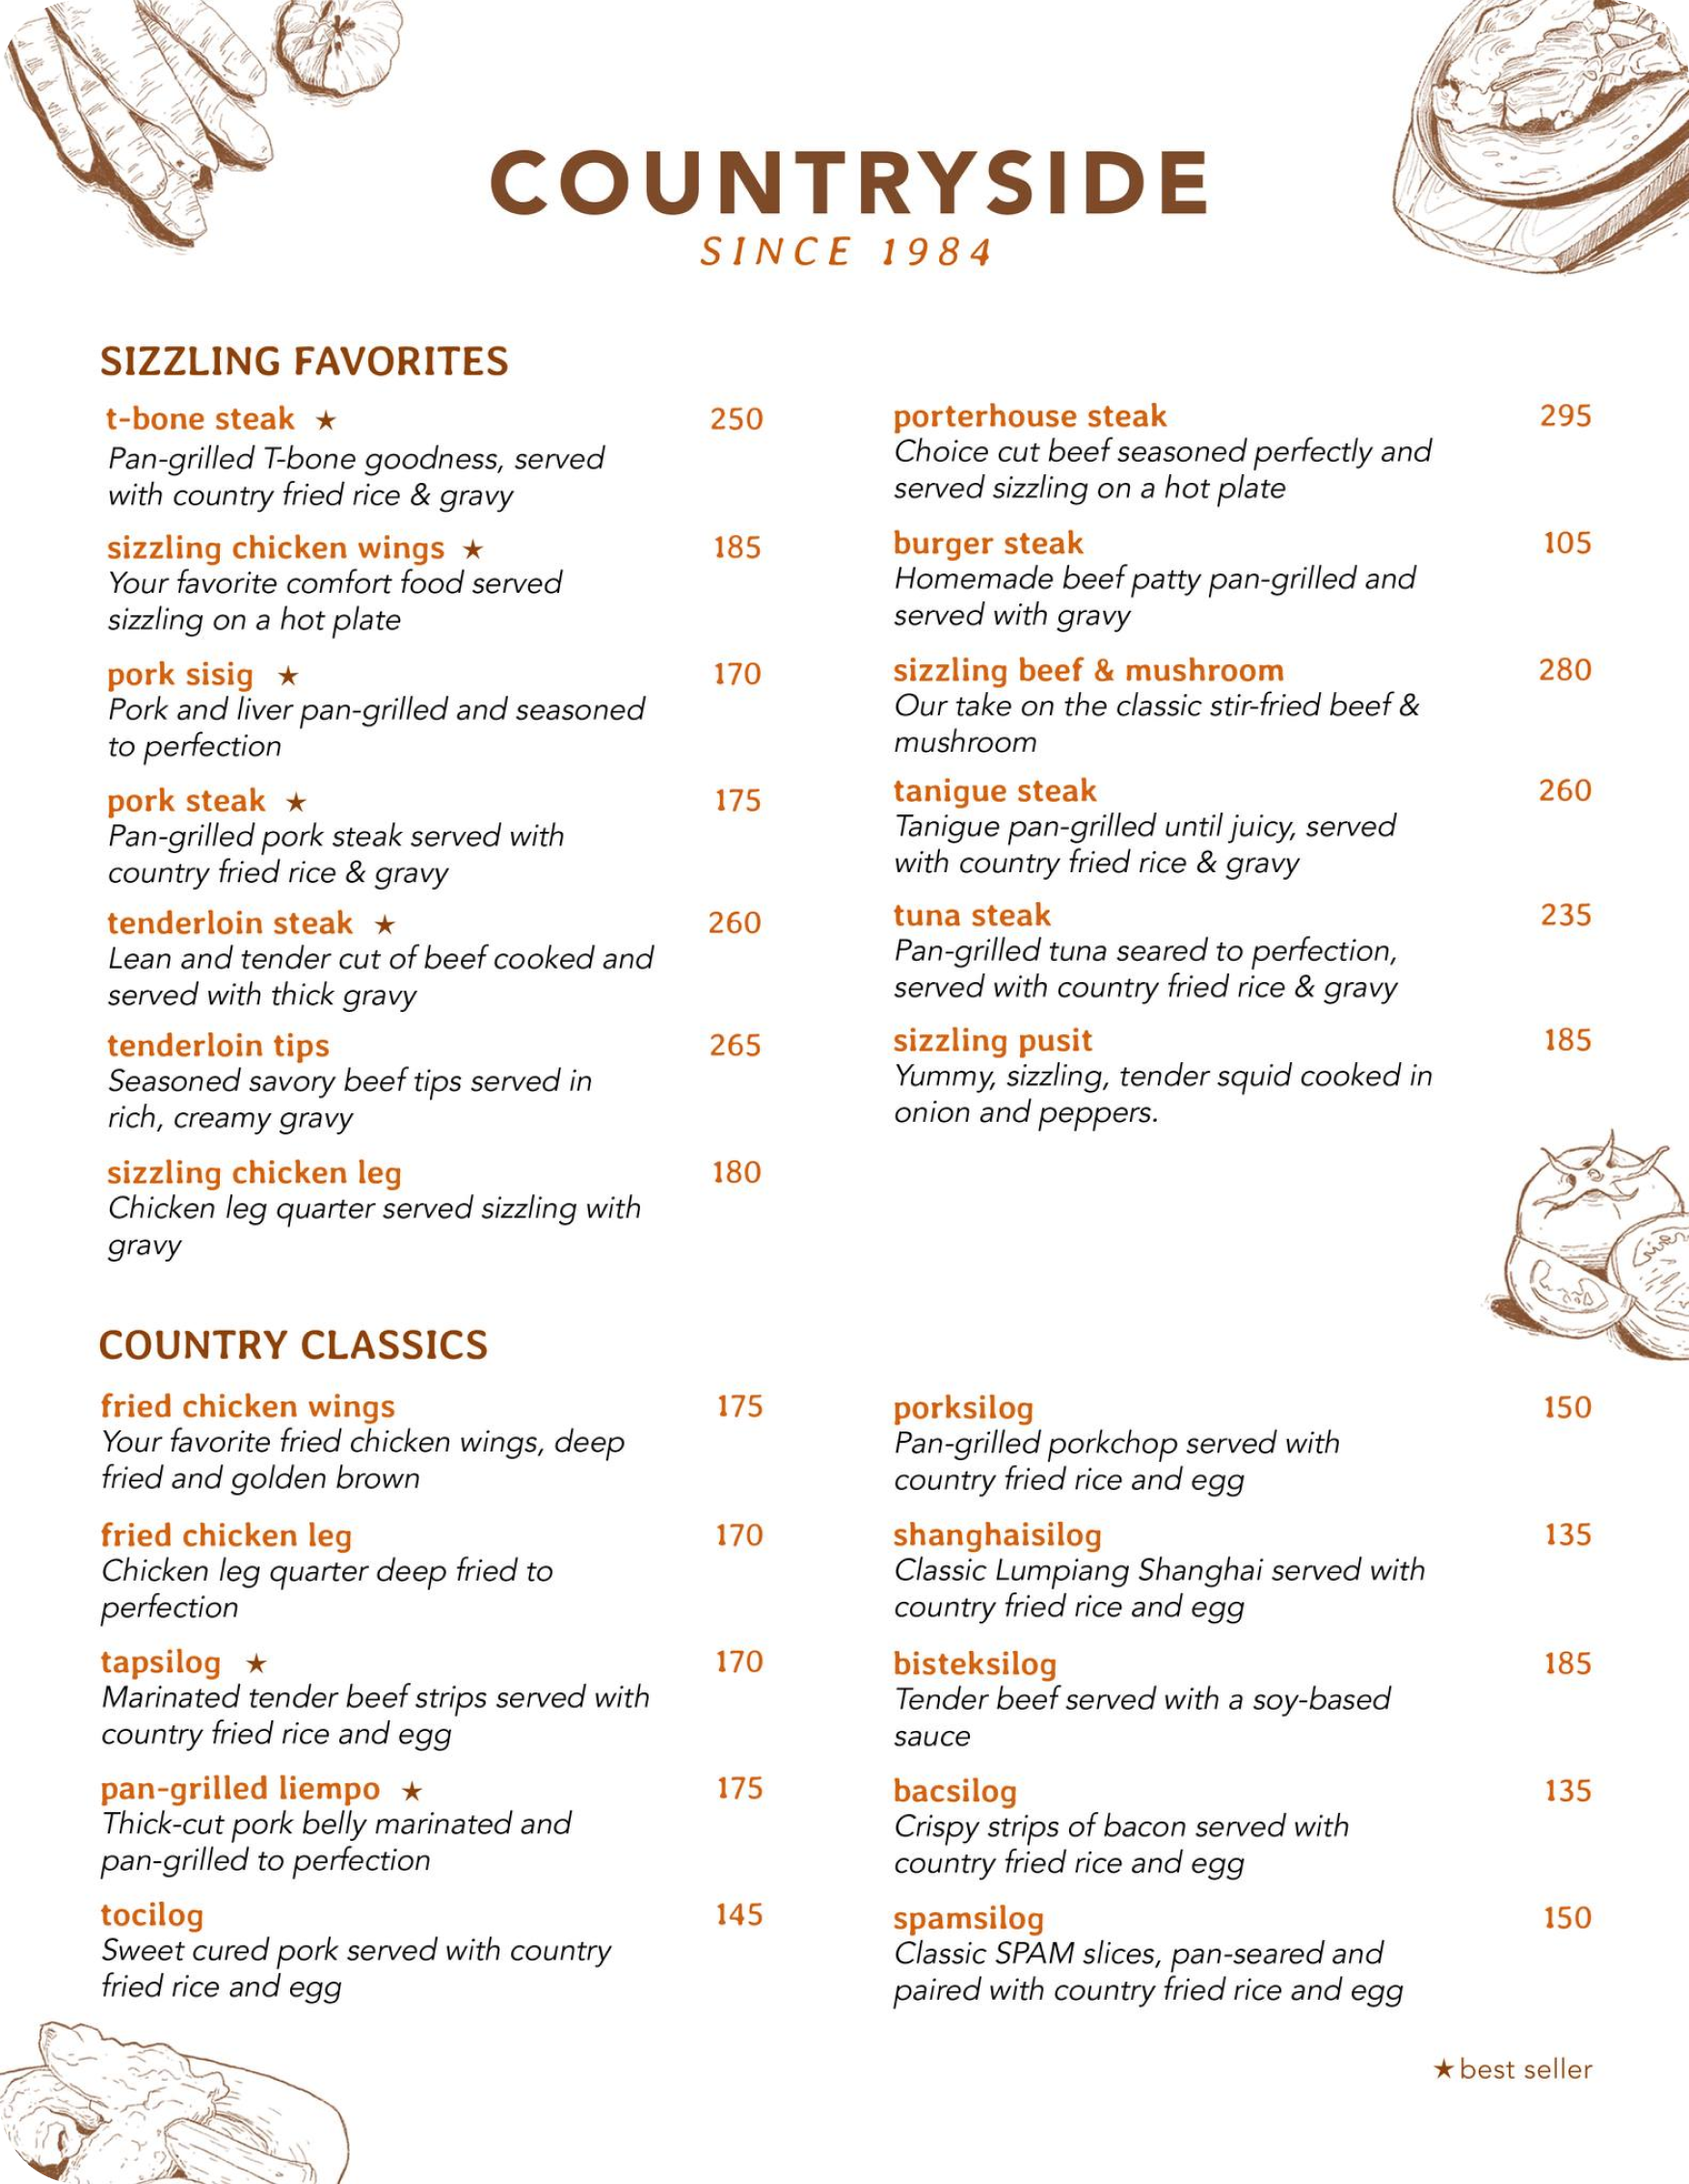 COUNTRYSIDE
SINCE 1984
SIZZLING FAVORITES
t-bone steak ★ 250
Pan-grilled T-bone goodness, served
with country fried rice & gravy
sizzling chicken wings ★ 185
Your favorite comfort food served
sizzling on a hot plate
pork sisig ★ 170
Pork and liver pan-grilled and seasoned
to perfection
pork steak ★ 175
Pan-grilled pork steak served with
country fried rice & gravy
tenderloin steak ★ 260
Lean and tender cut of beef cooked and
served with thick gravy
tenderloin tips 265
Seasoned savory beef tips served in
rich, creamy gravy
sizzling chicken leg 180
Chicken leg quarter served sizzling with
gravy
porterhouse steak 295
Choice cut beef seasoned perfectly and
served sizzling on a hot plate
burger steak 105
Homemade beef patty pan-grilled and
served with gravy
sizzling beef & mushroom 280
Our take on the classic stir-fried beef &
mushroom
tanigue steak 260
Tanigue pan-grilled until juicy, served
with country fried rice & gravy
tuna steak 235
Pan-grilled tuna seared to perfection,
served with country fried rice & gravy
sizzling pusit 185
Yummy, sizzling, tender squid cooked in
onion and peppers.
COUNTRY CLASSICS
fried chicken wings 175
Your favorite fried chicken wings, deep
fried and golden brown
fried chicken leg 170
Chicken leg quarter deep fried to
perfection
tapsilog ★ 170
Marinated tender beef strips served with
country fried rice and egg
pan-grilled liempo ★ 175
Thick-cut pork belly marinated and
pan-grilled to perfection
tocilog 145
Sweet cured pork served with country
fried rice and egg
porksilog 150
Pan-grilled porkchop served with
country fried rice and egg
shanghaisilog 135
Classic Lumpiang Shanghai served with
country fried rice and egg
bisteksilog 185
Tender beef served with a soy-based
sauce
bacsilog 135
Crispy strips of bacon served with
country fried rice and egg
spamsilog 150
Classic SPAM slices, pan-seared and
paired with country fried rice and egg
★ best seller